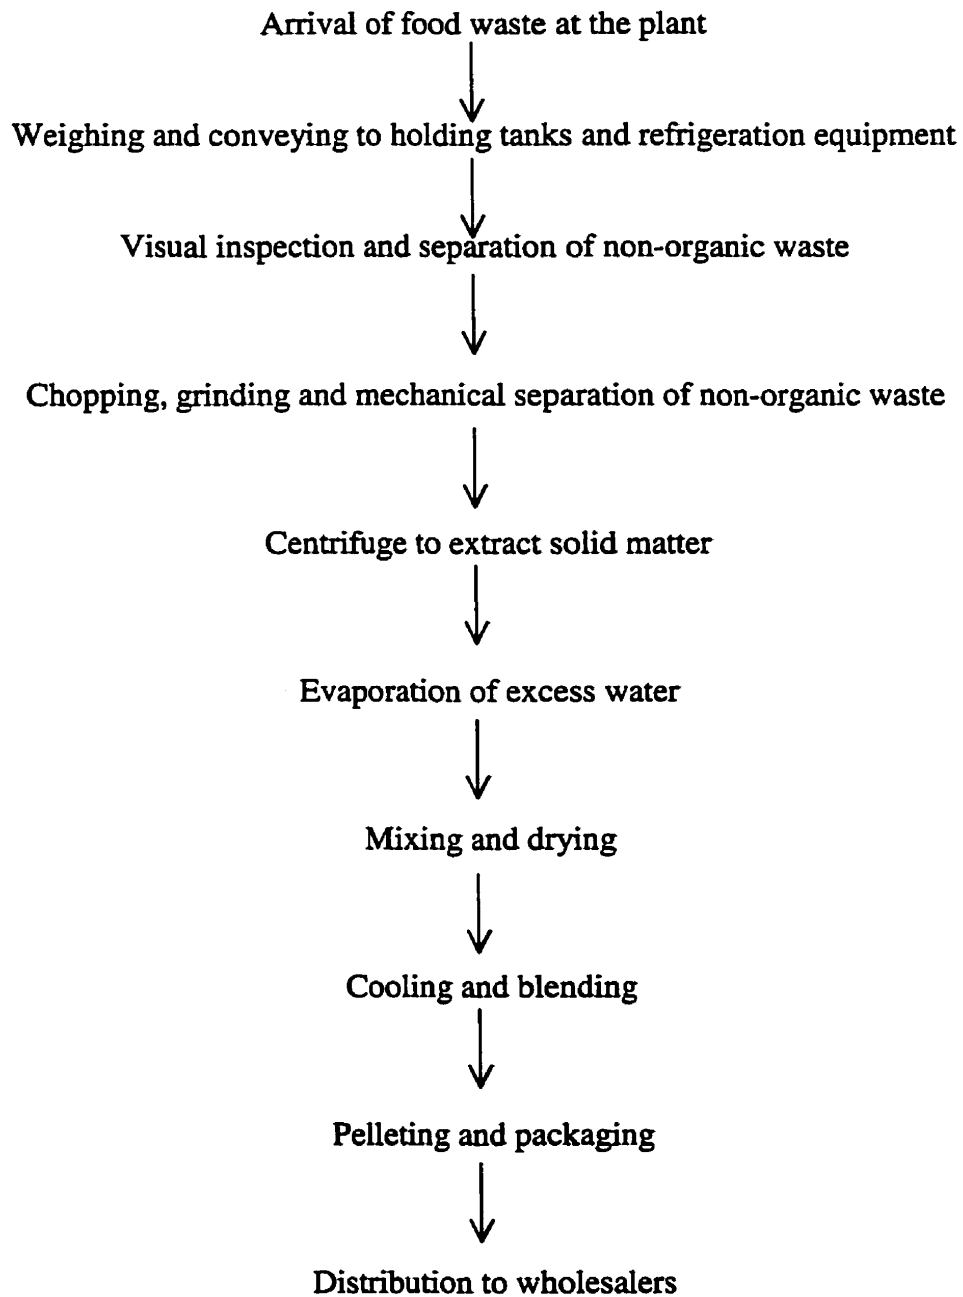 Arrival of food waste at the plant
Weighing and conveying to holding tanks and refrigeration equipment
Visual inspection and separation of non-organic waste
Chopping, grinding and mechanical separation of non-organic waste
Centrifuge to extract solid matter
Evaporation of excess water
Mixing and drying
Cooling and blending
Pelleting and packaging
Distribution to wholesalers